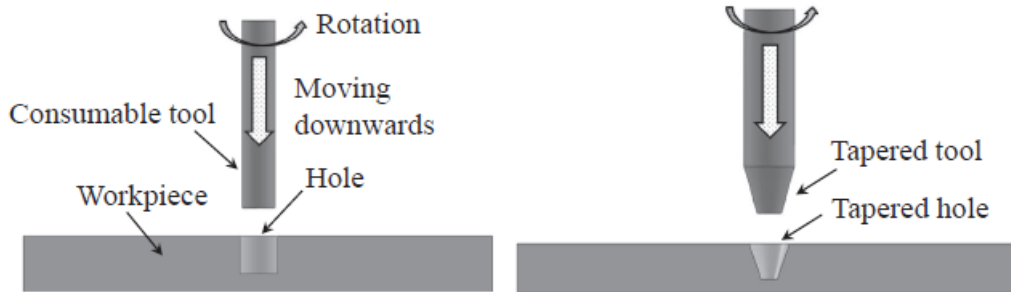 Rotation
Moving
downwards
Consumable tool
Hole
Workpiece
Tapered tool
Tapered hole